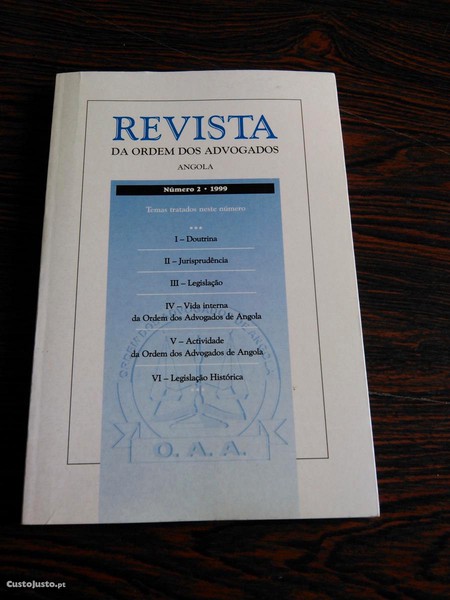 REVISTA
DA ORDEM DOS ADVOGADOS
ANGOLA
Número 2 • 1999
Temas tratados neste número
I – Doutrina
II – Jurisprudência
III – Legislação
IV – Vida interna
da Ordem dos Advogados de Angola
V – Actividade
da Ordem dos Advogados de Angola
VI – Legislação Histórica
O. A. A.
CustoJusto.pt